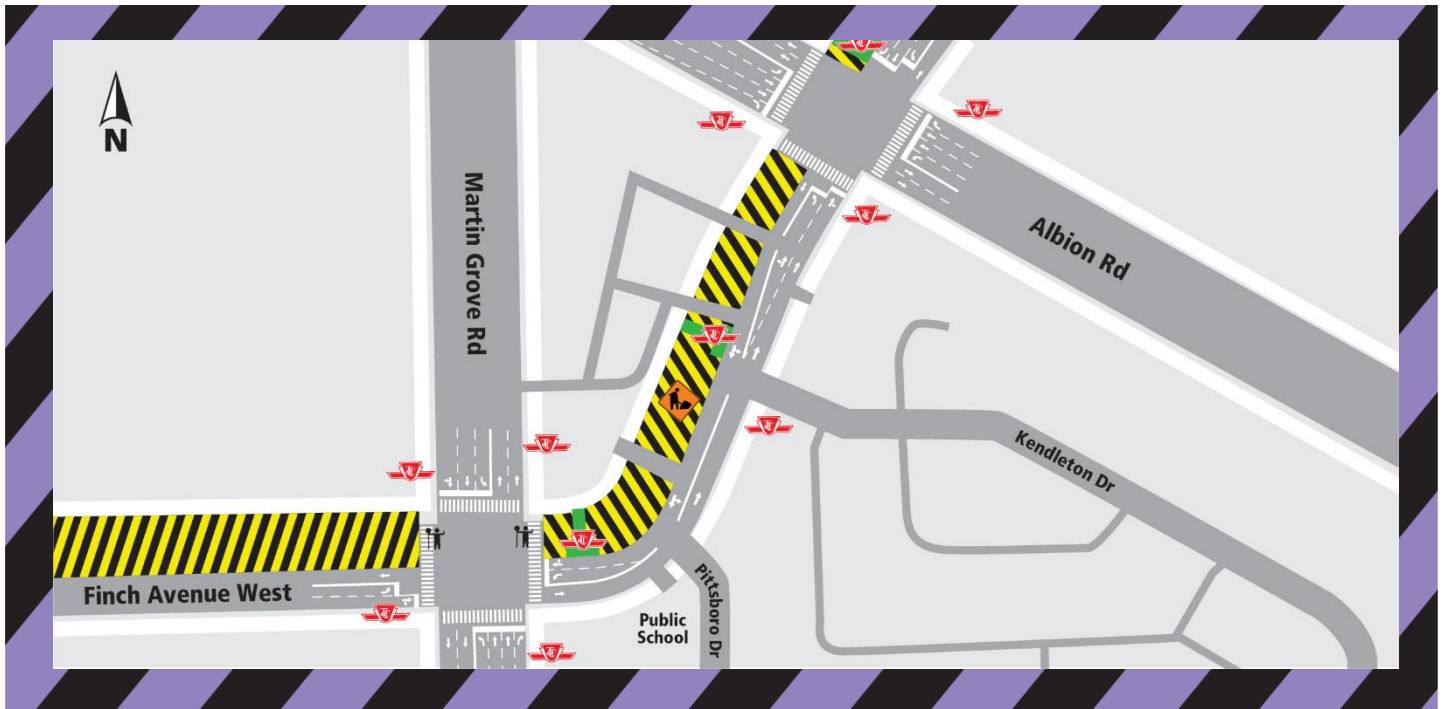 N
Martin Grove Rd
Albion Rd
Kendleton Dr
Finch Avenue West
Pittsboro Dr
Public
School